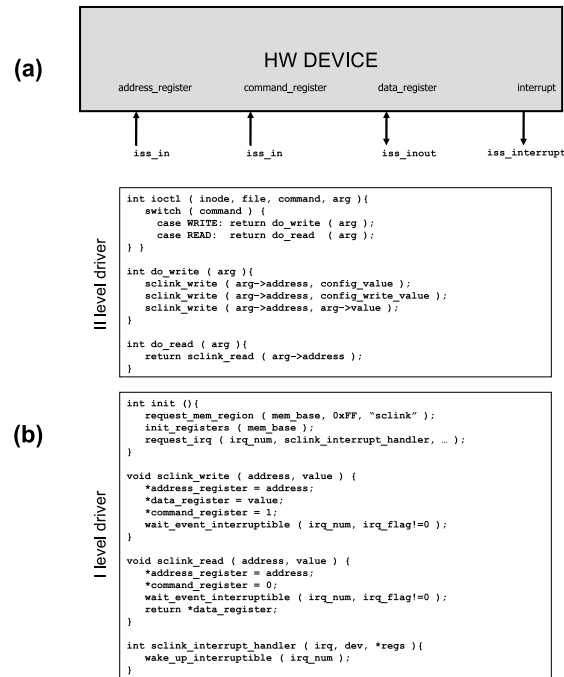 (a)
HW DEVICE
address_register command_register data_register interrupt
iss_in iss_in iss_inout iss_interrupt
II level driver
int ioctl ( inode, file, command, arg ){
switch ( command ) {
case WRITE: return do_write ( arg );
case READ:  return do_read  ( arg );
} }
int do_write ( arg ){
sclink_write ( arg->address, config_value );
sclink_write ( arg->address, config_write_value );
sclink_write ( arg->address, arg->value );
}
int do_read ( arg ){
return sclink_read ( arg->address );
}
(b)
I level driver
int init (){
request_mem_region ( mem_base, 0xFF, “sclink” );
init_registers ( mem_base );
request_irq ( irq_num, sclink_interrupt_handler, … );
}
void sclink_write ( address, value ) {
*address_register = address;
*data_register = value;
*command_register = 1;
wait_event_interruptible ( irq_num, irq_flag!=0 );
}
void sclink_read ( address, value ) {
*address_register = address;
*command_register = 0;
wait_event_interruptible ( irq_num, irq_flag!=0 );
return *data_register;
}
int sclink_interrupt_handler ( irq, dev, *regs ){
wake_up_interruptible ( irq_num );
}